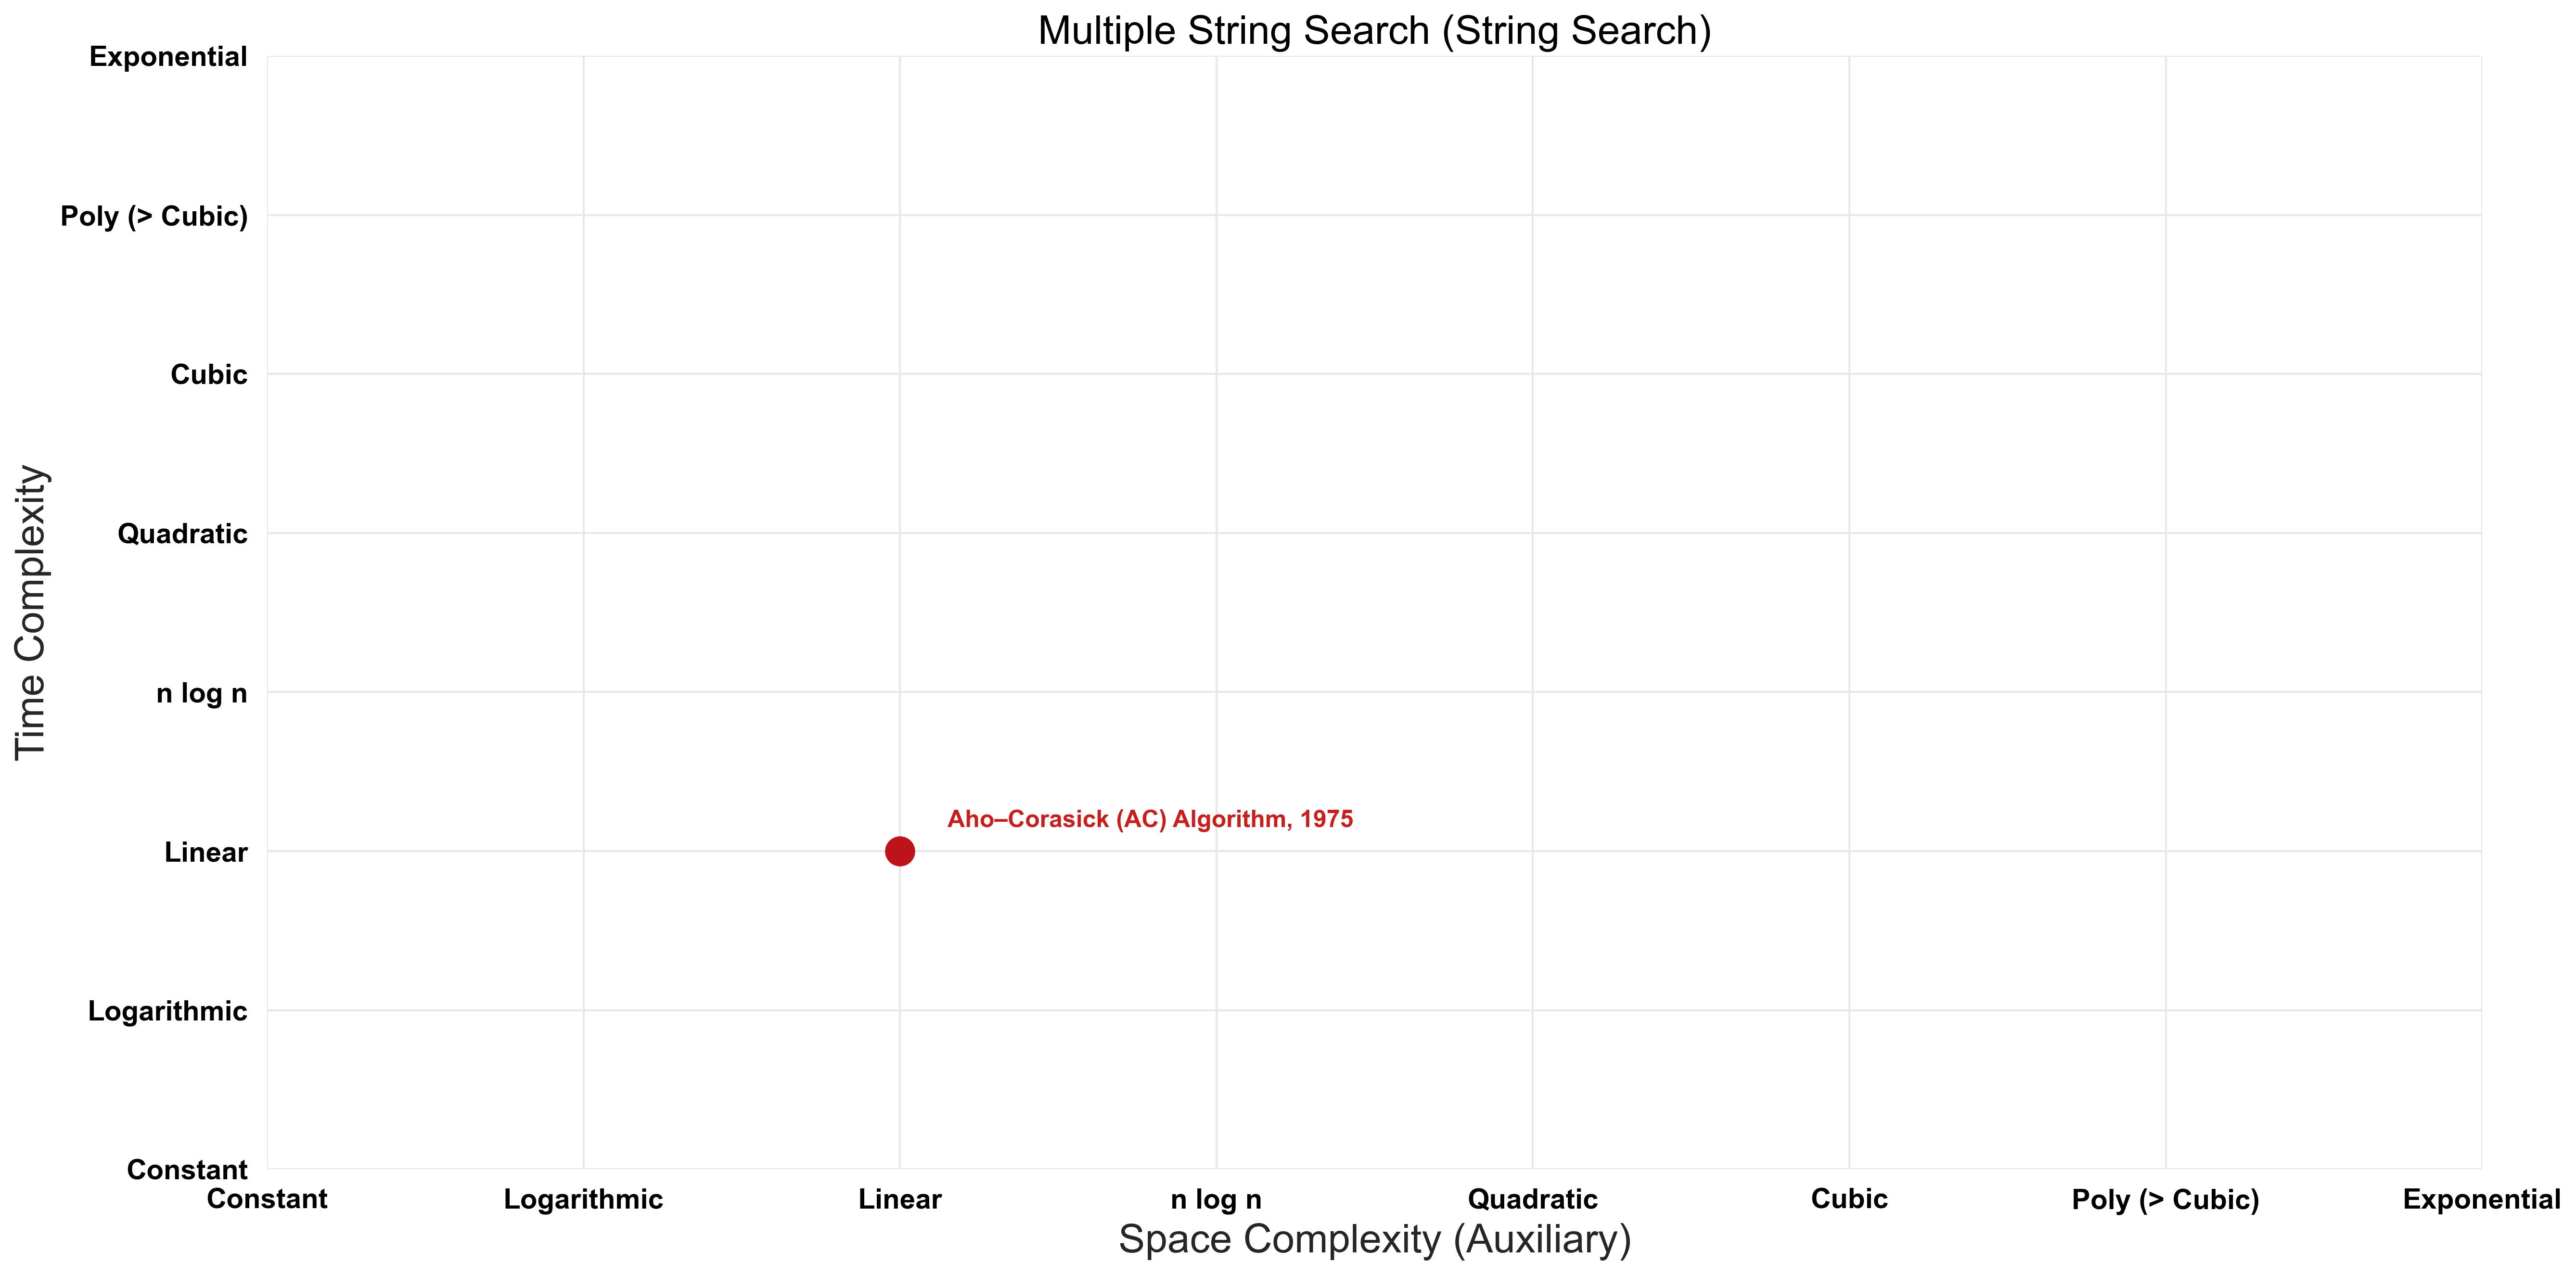 Multiple String Search (String Search)
Exponential
Poly (> Cubic)
Cubic
Quadratic
n log n
Linear
Logarithmic
Constant
Time Complexity
Aho–Corasick (AC) Algorithm, 1975
Constant
Logarithmic
Linear
n log n
Quadratic
Cubic
Poly (> Cubic)
Exponential
Space Complexity (Auxiliary)